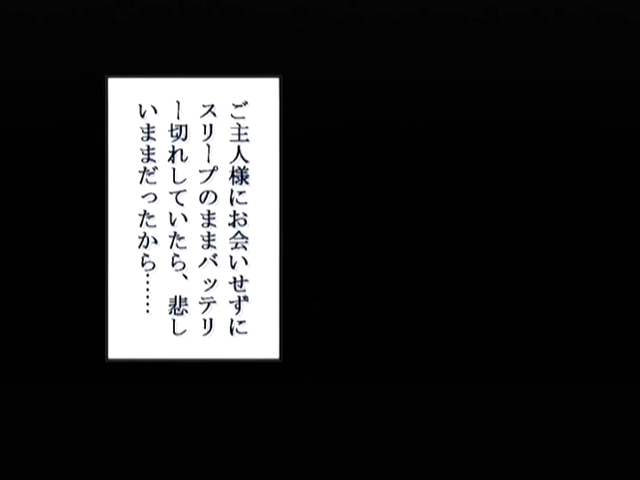 ご主人様にお会いせずに
スリープのままバッテリ
ー切れしていたら、悲し
いままだったから……